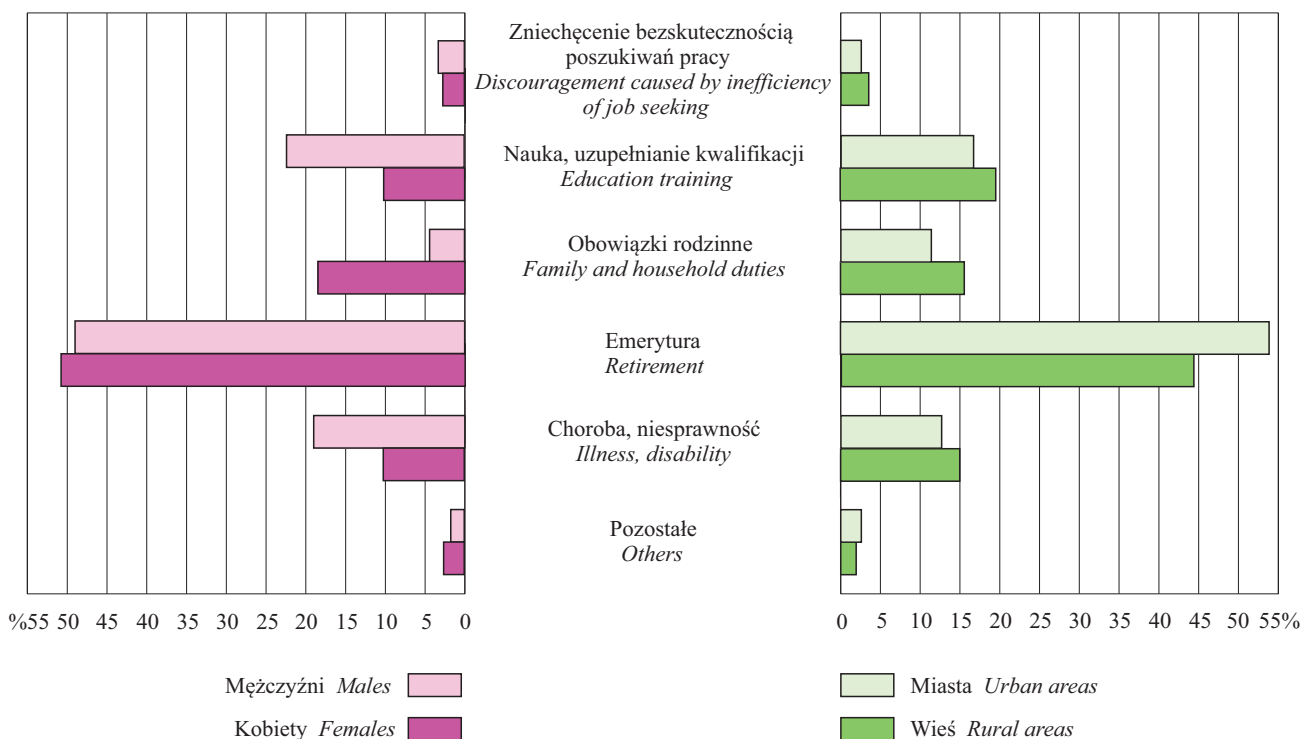 Zniechęcenie bezskutecznością
poszukiwań pracy
Discouragement caused by inefficiency
of job seeking
Nauka, uzupełnianie kwalifikacji
Education training
Obowiązki rodzinne
Family and household duties
Emerytura
Retirement
Choroba, niesprawność
Illness, disability
Pozostałe
Others
%55 50 45 40 35 30 25 20 15 10 5 0
0 5 10 15 20 25 30 35 40 45 50 55%
Mężczyźni Males
Kobiety Females
Miasta Urban areas
Wieś Rural areas